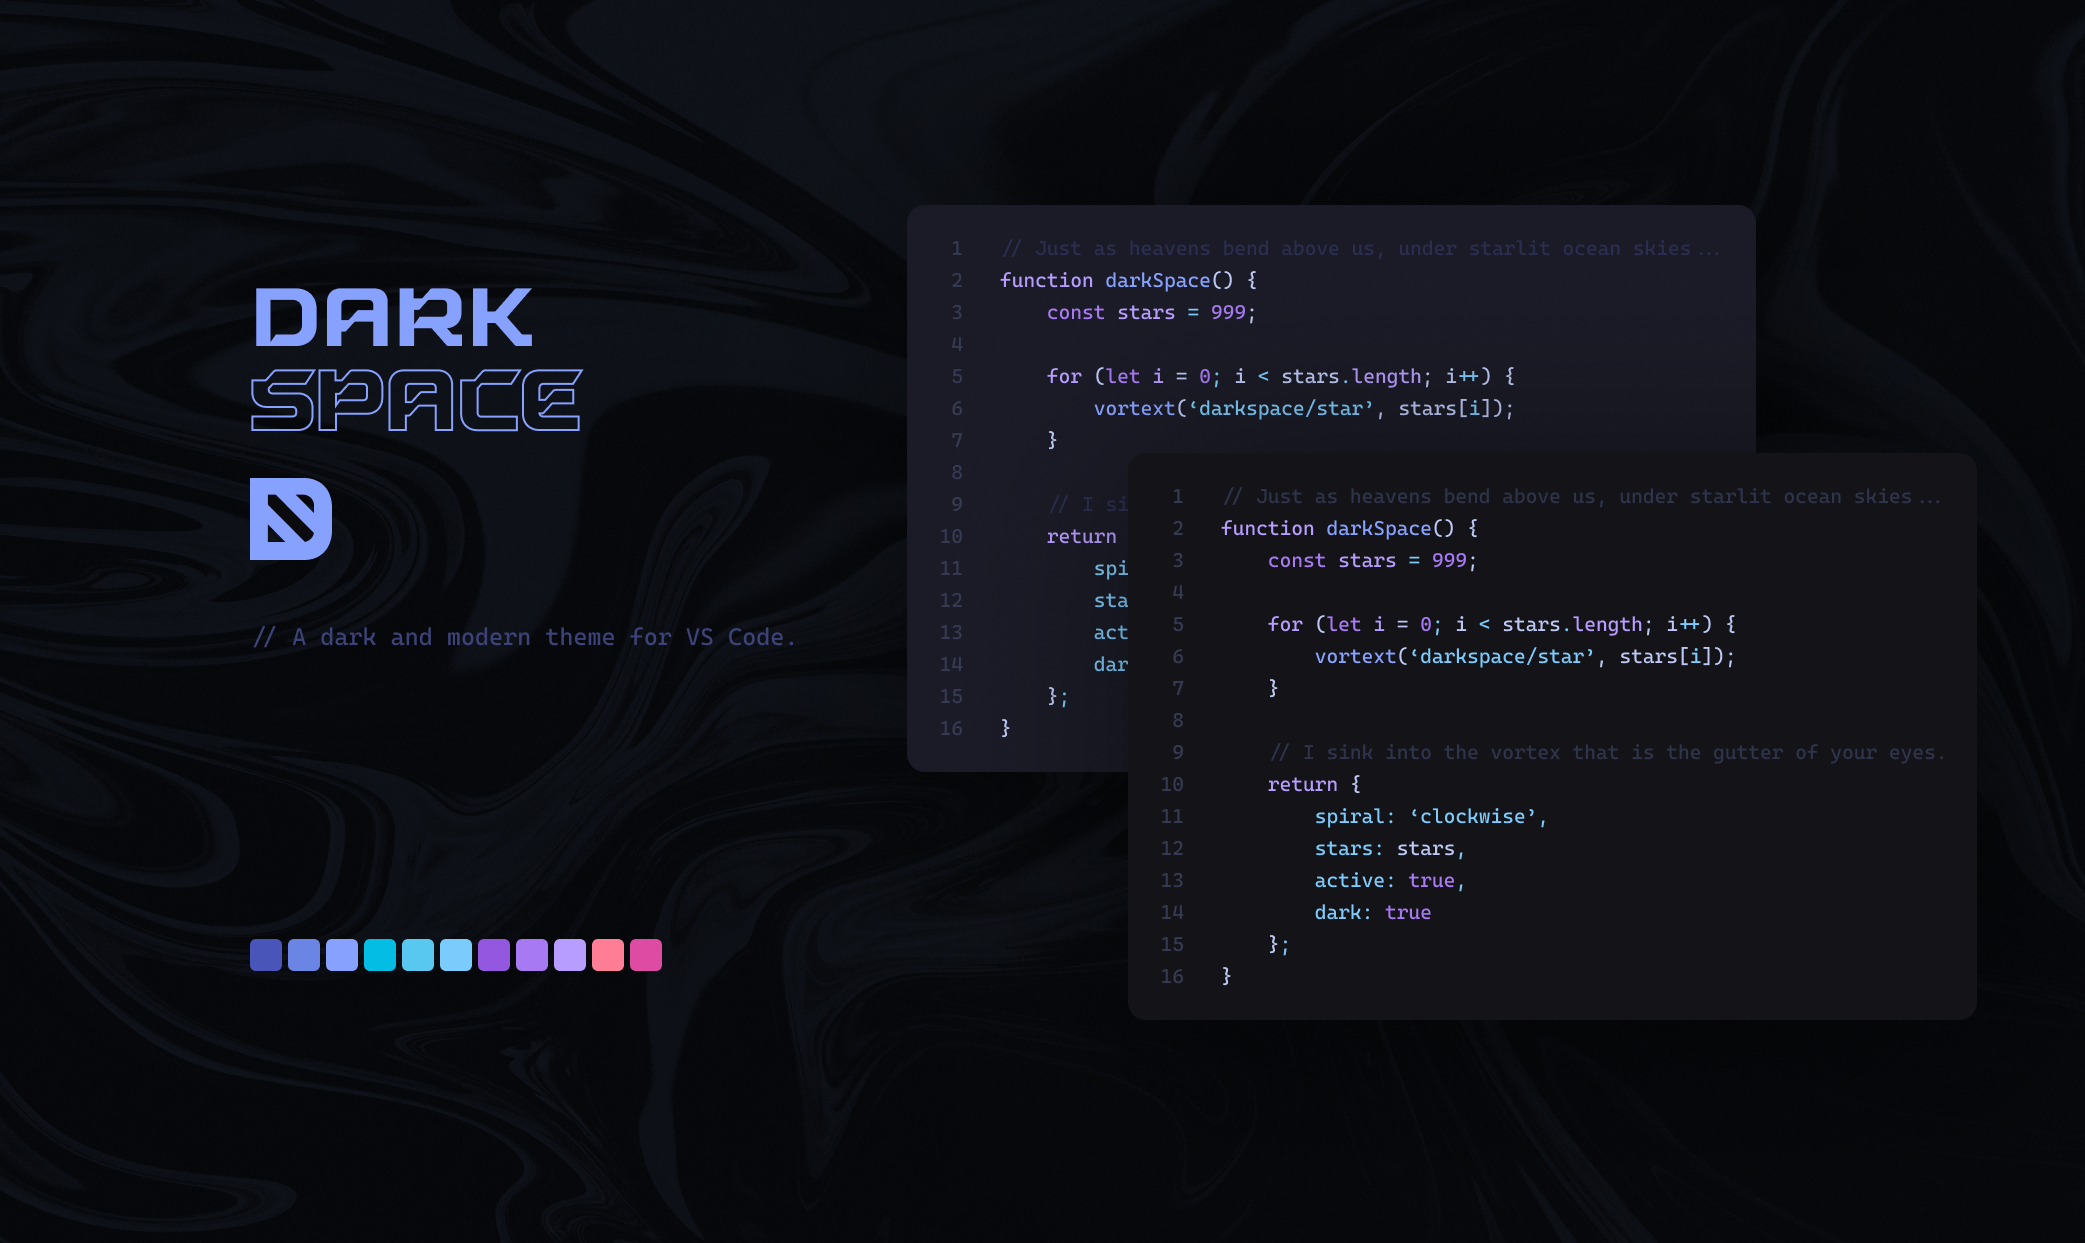 DARK
SPACE
// A dark and modern theme for VS Code.
1 // Just as heavens bend above us, under starlit ocean skies...
2 function darkSpace() {
3 const stars = 999;
4
5 for (let i = 0; i < stars.length; i++) {
6 vortext(‘darkspace/star’, stars[i]);
7 }
8
9 // I si
10 return
11 spi
12 sta
13 act
14 dar
15 };
16 }
1 // Just as heavens bend above us, under starlit ocean skies...
2 function darkSpace() {
3 const stars = 999;
4
5 for (let i = 0; i < stars.length; i++) {
6 vortext(‘darkspace/star’, stars[i]);
7 }
8
9 // I sink into the vortex that is the gutter of your eyes.
10 return {
11 spiral: ‘clockwise’,
12 stars: stars,
13 active: true,
14 dark: true
15 };
16 }